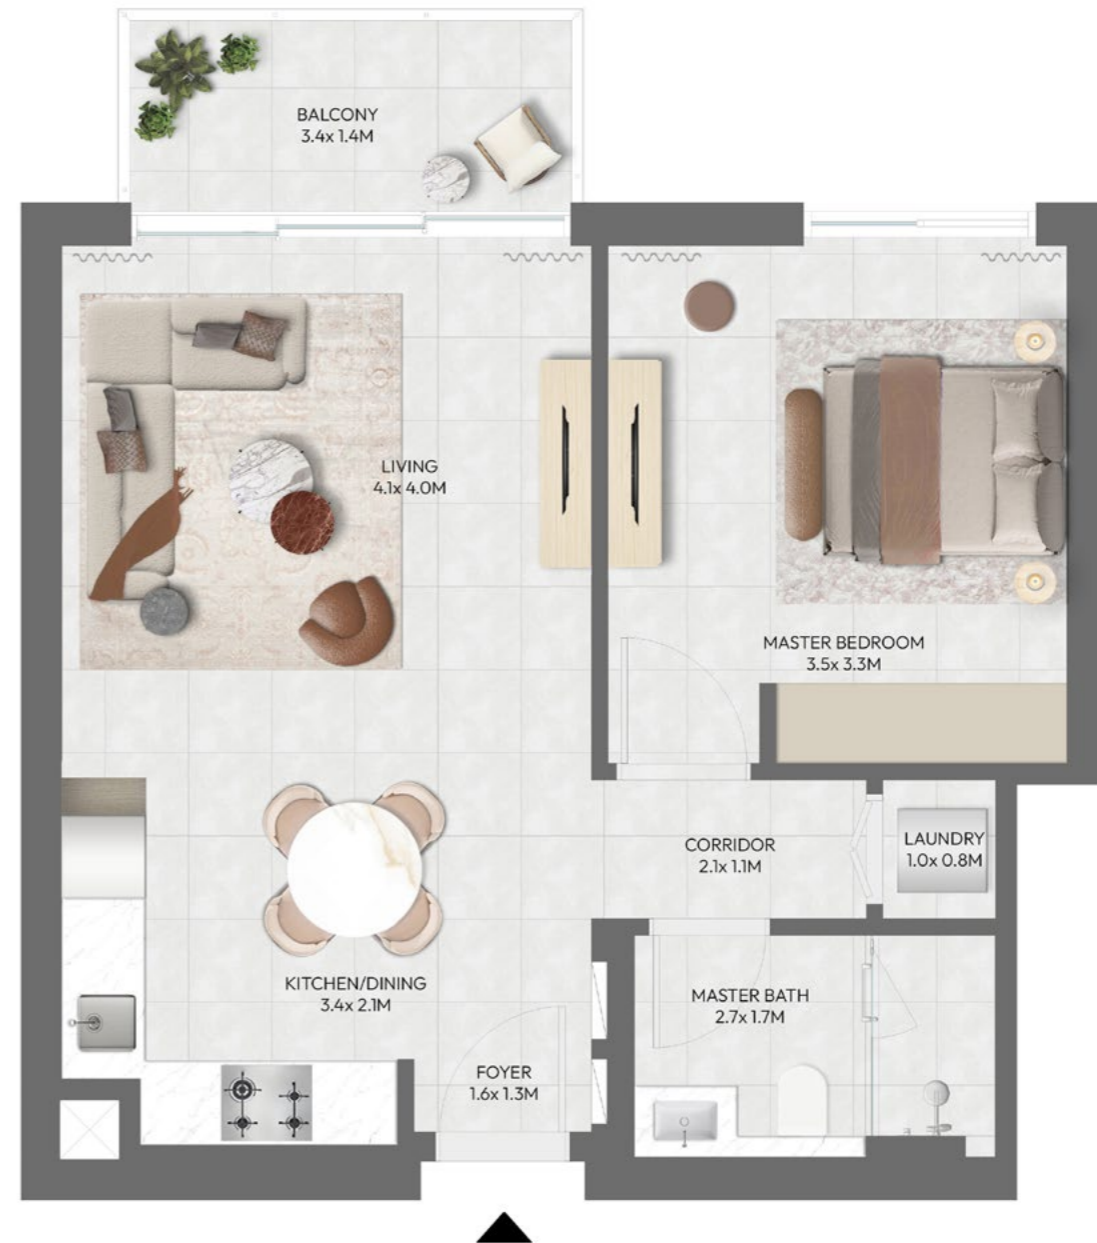 BALCONY
3.4x 1.4M
LIVING
4.1x 4.0M
MASTER BEDROOM
3.5x 3.3M
CORRIDOR
2.1x 1.1M
LAUNDRY
1.0x 0.8M
KITCHEN/DINING
3.4x 2.1M
MASTER BATH
2.7x 1.7M
FOYER
1.6x 1.3M